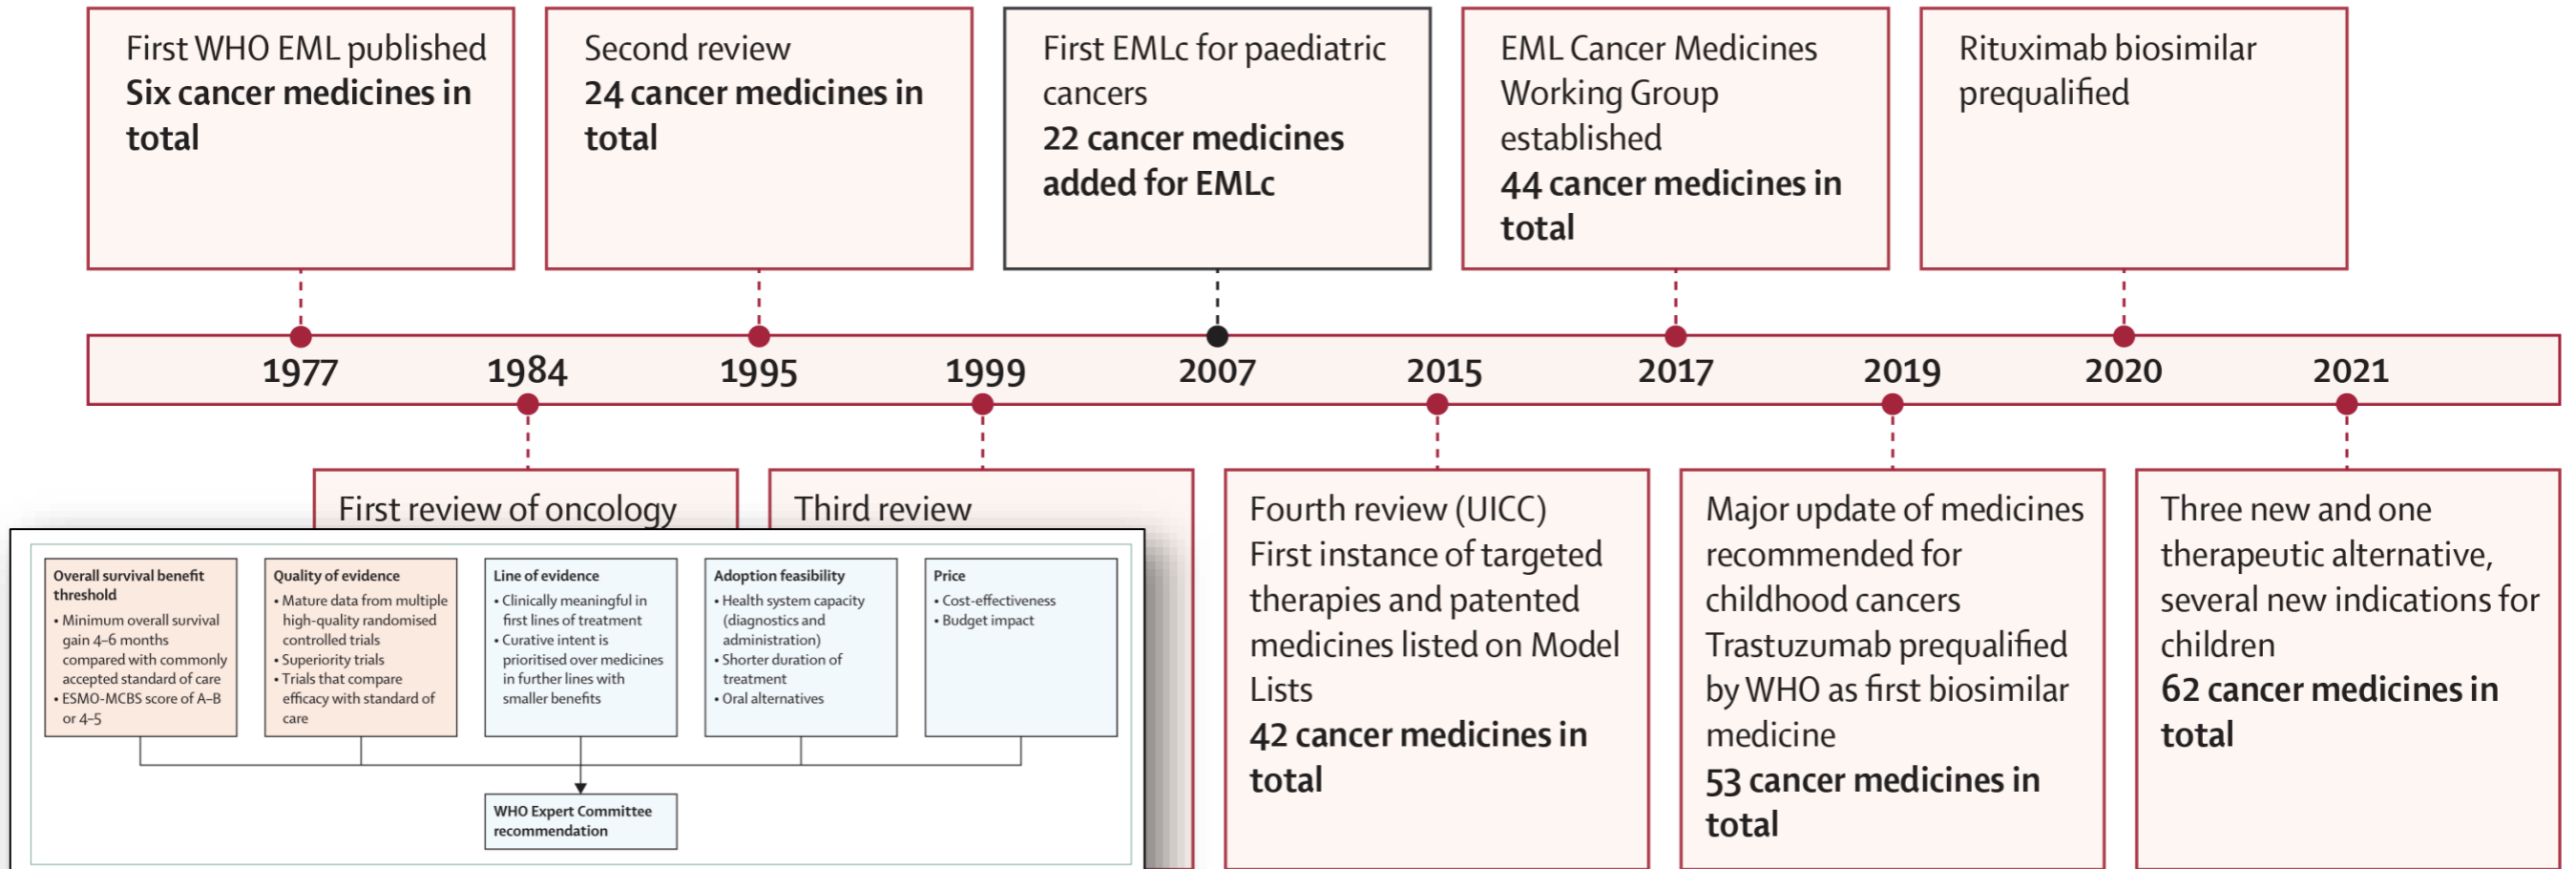 First WHO EML published
Six cancer medicines in
total
Second review
24 cancer medicines in
total
First EMLc for paediatric
cancers
22 cancer medicines
added for EMLc
EML Cancer Medicines
Working Group
established
44 cancer medicines in
total
Rituximab biosimilar
prequalified
1977
1984
1995
1999
2007
2015
2017
2019
2020
2021
First review of oncology
Third review
Fourth review (UICC)
First instance of targeted
therapies and patented
medicines listed on Model
Lists
42 cancer medicines in
total
Major update of medicines
recommended for
childhood cancers
Trastuzumab prequalified
by WHO as first biosimilar
medicine
53 cancer medicines in
total
Three new and one
therapeutic alternative,
several new indications for
children
62 cancer medicines in
total
Overall survival benefit
threshold
• Minimum overall survival
gain 4–6 months
compared with commonly
accepted standard of care
• ESMO-MCBS score of A–B
or 4–5
Quality of evidence
• Mature data from multiple
high-quality randomised
controlled trials
• Superiority trials
• Trials that compare
efficacy with standard of
care
Line of evidence
• Clinically meaningful in
first lines of treatment
• Curative intent is
prioritised over medicines
in further lines with
smaller benefits
Adoption feasibility
• Health system capacity
(diagnostics and
administration)
• Shorter duration of
treatment
• Oral alternatives
Price
• Cost-effectiveness
• Budget impact
WHO Expert Committee
recommendation